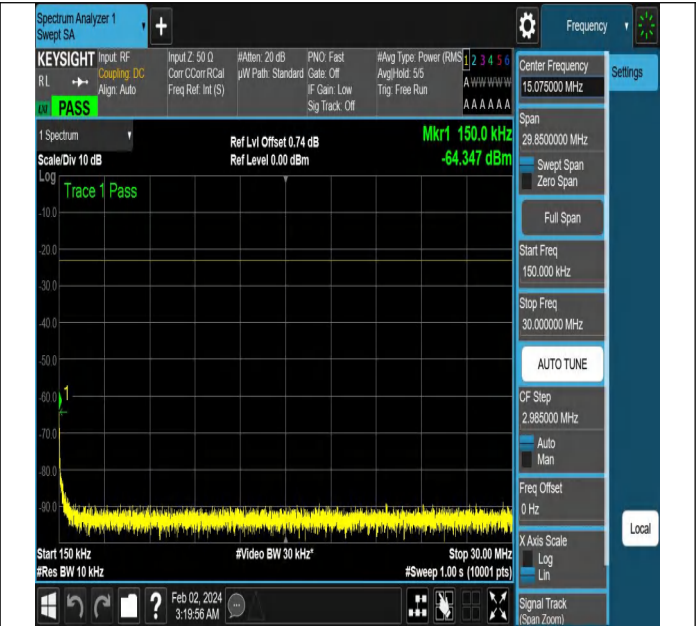 Spectrum Analyzer 1
Swept SA
+
Frequency
KEYSIGHT
RL
PASS
Input: RF
Coupling: DC
Align: Auto
Input Z: 50 Ω
Corr CCorr RCal
Freq Ref: Int (S)
#Atten: 20 dB
µW Path: Standard
PNO: Fast
Gate: Off
IF Gain: Low
Sig Track: Off
#Avg Type: Power (RMS
Avg|Hold: 5/5
Trig: Free Run
1 2 3 4 5 6
A W W W W W
A A A A A A
1 Spectrum
Scale/Div 10 dB
Ref Lvl Offset 0.74 dB
Ref Level 0.00 dBm
Mkr1 150.0 kHz
-64.347 dBm
Log
Trace 1 Pass
-10.0
-20.0
-30.0
-40.0
-50.0
-60.0
1
-70.0
-80.0
-90.0
Start 150 kHz
#Res BW 10 kHz
#Video BW 30 kHz*
Stop 30.00 MHz
#Sweep 1.00 s (10001 pts)
?
Feb 02, 2024
3:19:56 AM
Center Frequency
15.075000 MHz
Settings
Span
29.8500000 MHz
Swept Span
Zero Span
Full Span
Start Freq
150.000 kHz
Stop Freq
30.000000 MHz
AUTO TUNE
CF Step
2.985000 MHz
Auto
Man
Freq Offset
0 Hz
Local
X Axis Scale
Log
Lin
Signal Track
(Span Zoom)